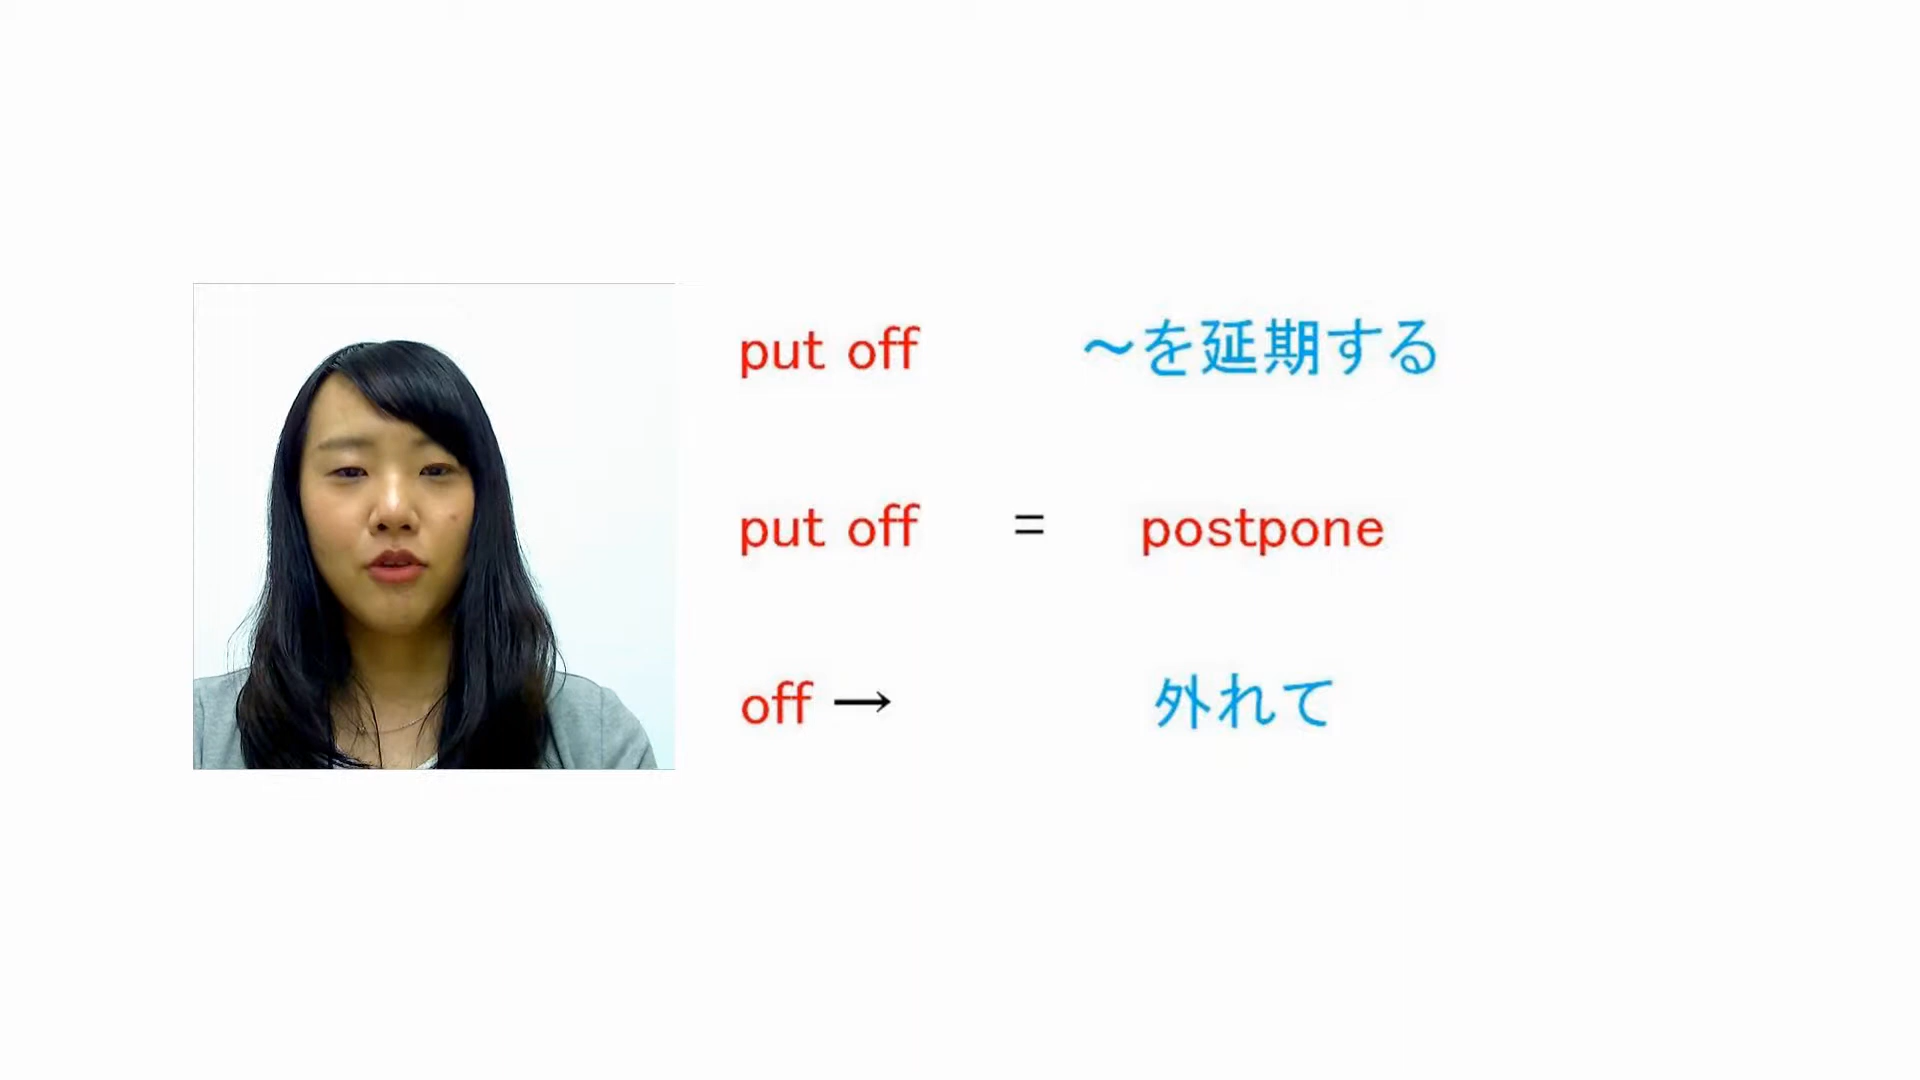 put off ～を延期する
put off = postpone
off → 外れて